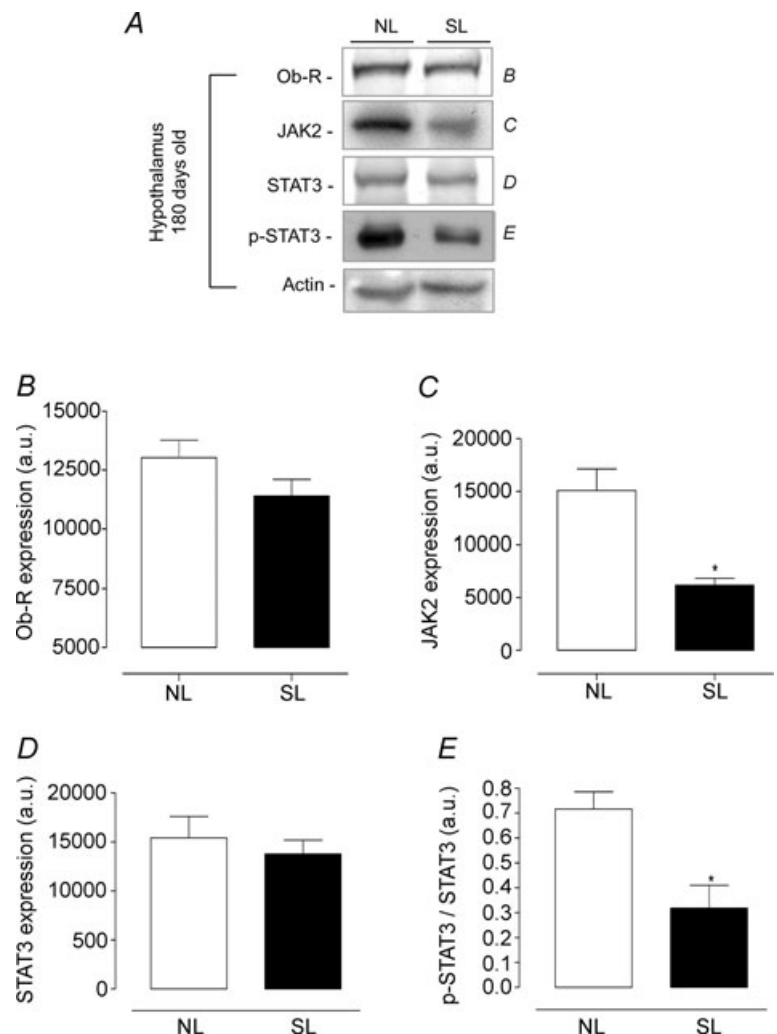 A
NL SL
Hypothalamus
180 days old
Ob-R - B
JAK2 - C
STAT3 - D
p-STAT3 - E
Actin -
B
Ob-R expression (a.u.)
15000
12500
10000
7500
5000
NL SL
C
JAK2 expression (a.u.)
20000
15000
10000
5000
0
*
NL SL
D
STAT3 expression (a.u.)
20000
15000
10000
500
0
NL SL
E
p-STAT3 / STAT3 (a.u.)
0.8
0.7
0.6
0.5
0.4
0.3
0.2
0.1
0.0
*
NL SL